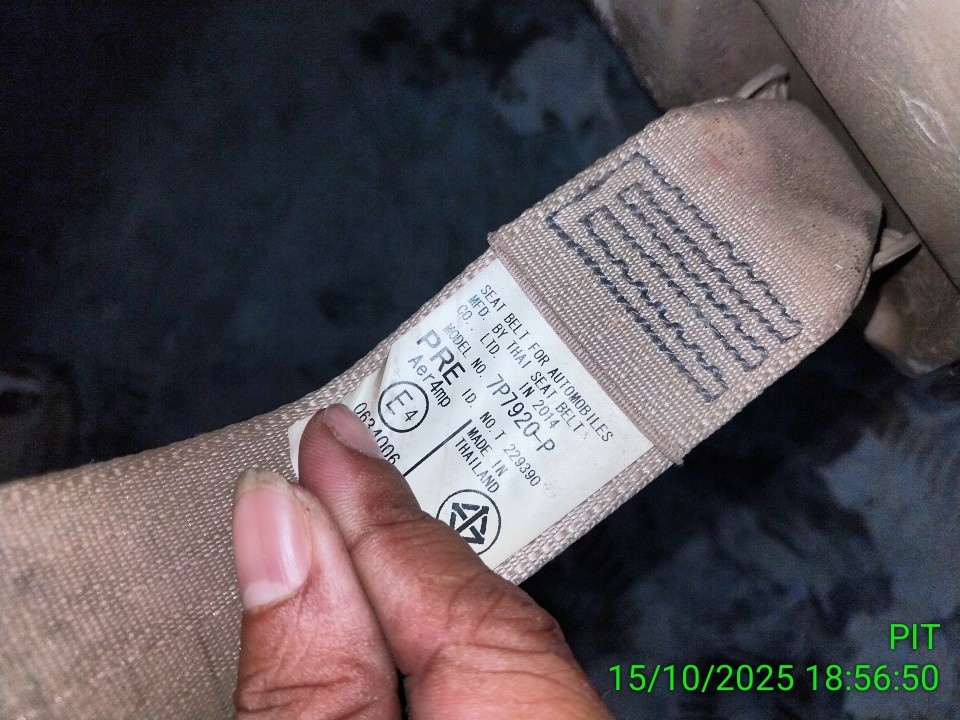 SEAT BELT FOR AUTOMOBILES
MFD. BY THAI SEAT BELT
CO., LTD. IN 2014
MODEL NO. 7P7920-P
PRE ID. NO. T 229390
Aer4mp MADE IN
THAILAND
E4
0634006
PIT
15/10/2025 18:56:50